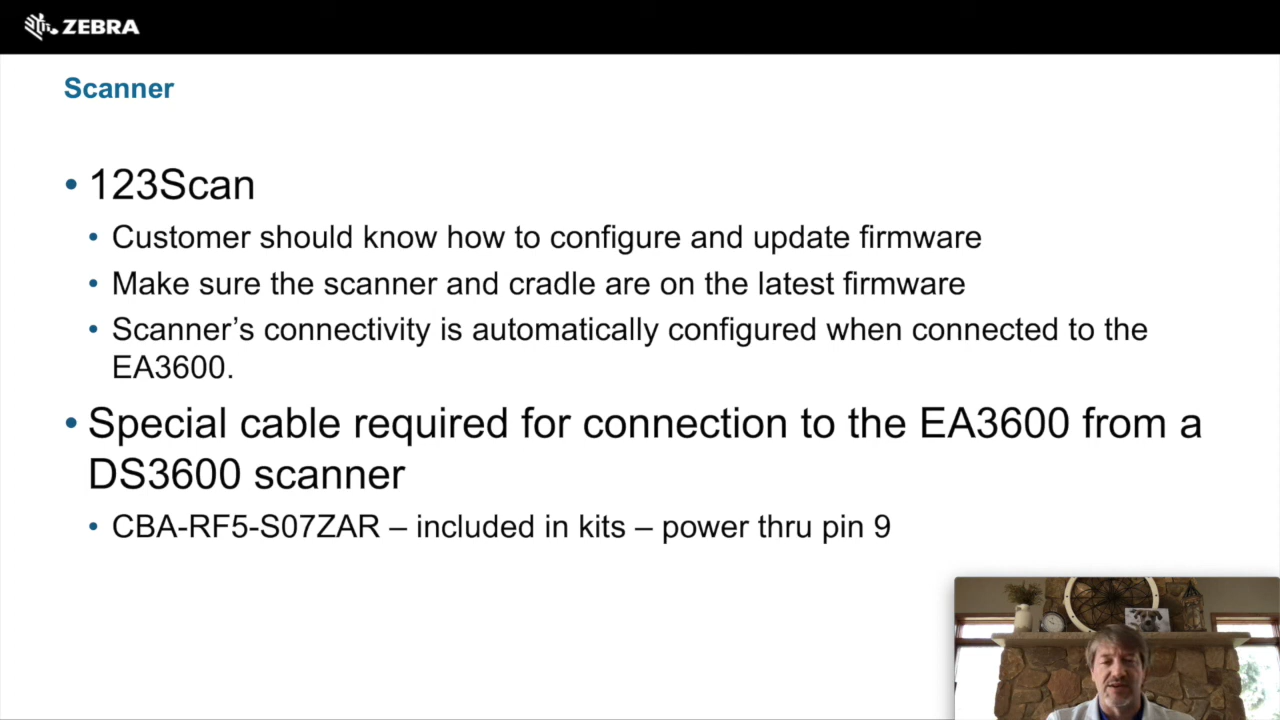 ZEBRA
Scanner
• 123Scan
• Customer should know how to configure and update firmware
• Make sure the scanner and cradle are on the latest firmware
• Scanner’s connectivity is automatically configured when connected to the
EA3600.
• Special cable required for connection to the EA3600 from a
DS3600 scanner
• CBA-RF5-S07ZAR – included in kits – power thru pin 9